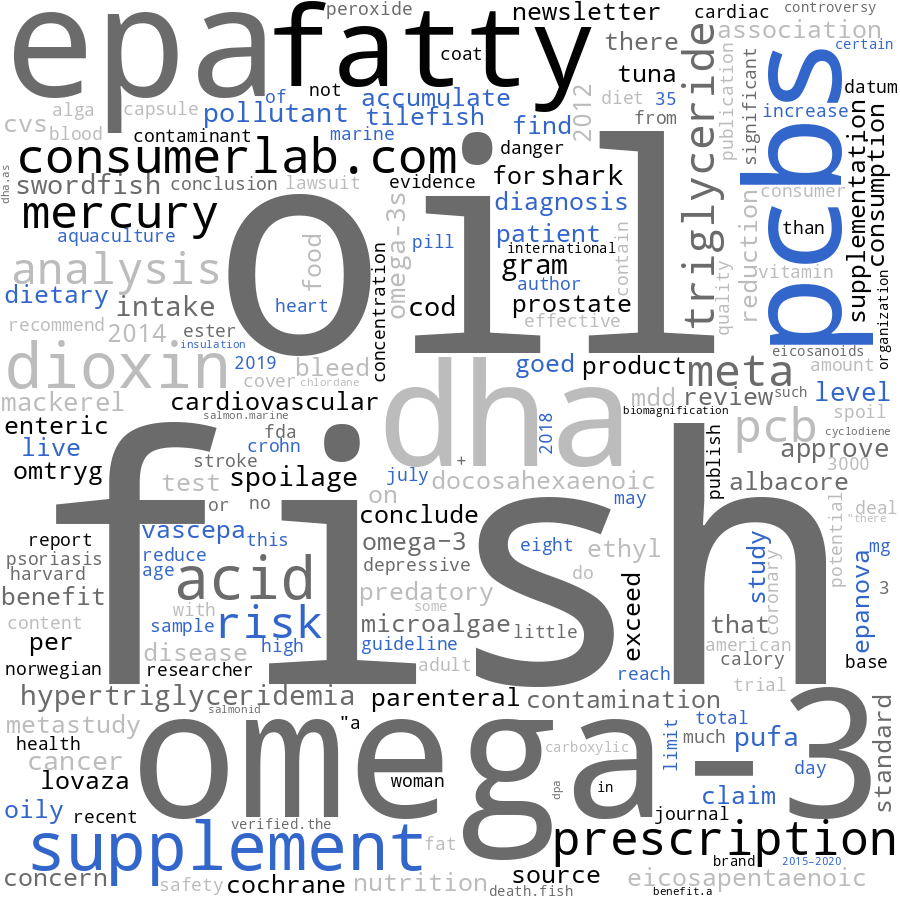 epa
fatty
peroxide
newsletter
cardiac
controversy
association
certain
there
coat
tuna
not
of
accumulate
datum
alga
capsule
pollutant
tilefish
diet
35
2012
publication
significant
increase
pcbs
cvs
blood
contaminant
marine
find
from
triglyceride
consumerlab.com
danger
supplementation
consumption
dha.as
swordfish
conclusion
lawsuit
evidence
for
shark
consumer
mercury
omega-3s
diagnosis
reduction
than
aquaculture
food
pill
patient
international
contain
oil
analysis
concentration
gram
quality
vitamin
organization
dietary
heart
cod
author
prostate
intake
recommend
2014
ester
effective
insulation
eicosanoids
dioxin
2019
bleed
goed
product
meta
amount
cover
chlordane
such
mackerel
cardiovascular
dha
mdd
review
level
salmon.marine
biomagnification
spoil
enteric
fda
2018
pcb
cyclodiene
live
crohn
publish
approve
omtryg
stroke
+
3000
test
spoilage
july
docosahexaenoic
albacore
or
no
on
may
deal
fish
conclude
potential
"there
vascepa
this
report
omega-3
eight
ethyl
study
coronary
mg
psoriasis
reduce
harvard
age
acid
depressive
do
epanova
3
benefit
with
predatory
exceed
some
content
sample
risk
microalgae
little
that
per
high
guideline
american
disease
calory
base
norwegian
researcher
adult
reach
trial
hypertriglyceridemia
parenteral
contamination
salmonid
metastudy
"a
omega-3
total
limit
much
pufa
standard
health
carboxylic
cancer
day
lovaza
woman
dpa
in
claim
oily
recent
verified.the
journal
supplement
fat
prescription
brand
2015–2020
concern
safety
cochrane
nutrition
source
death.fish
eicosapentaenoic
benefit.a